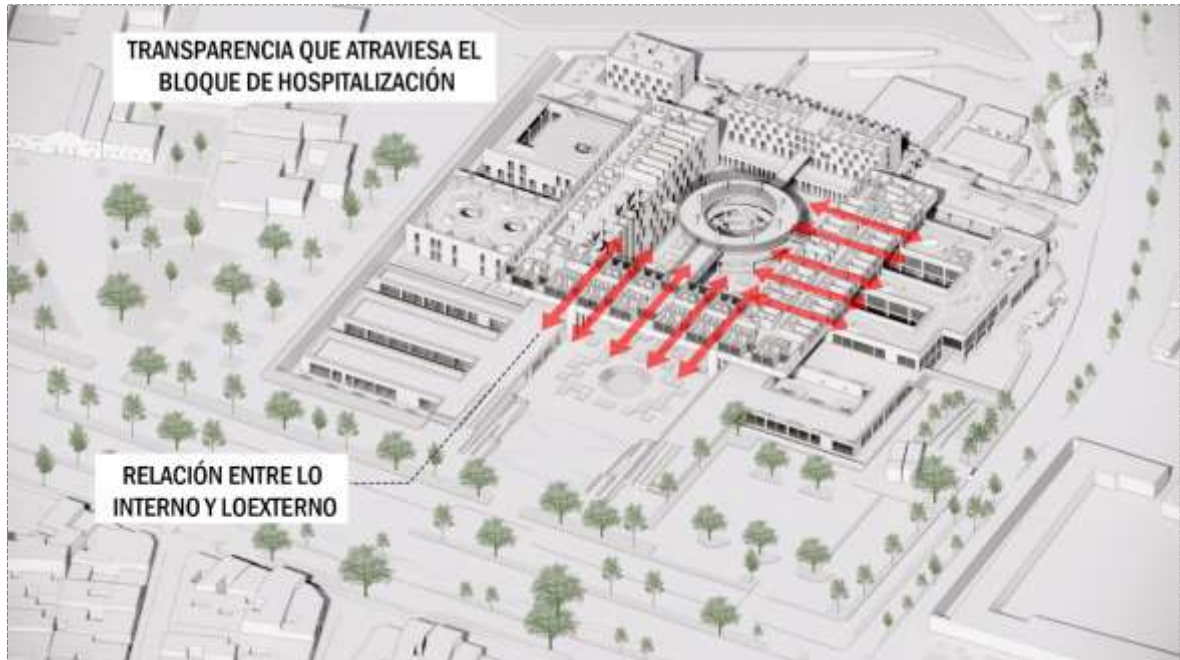 TRANSPARENCIA QUE ATRAVIESA EL
BLOQUE DE HOSPITALIZACIÓN
RELACIÓN ENTRE LO
INTERNO Y LOEXTERNO